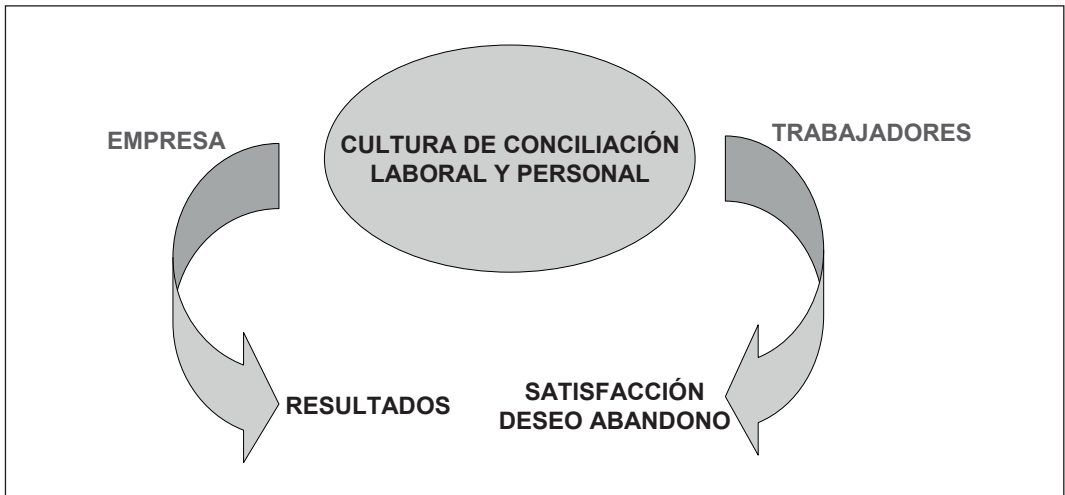 EMPRESA
CULTURA DE CONCILIACIÓN
LABORAL Y PERSONAL
TRABAJADORES
RESULTADOS
SATISFACCIÓN
DESEO ABANDONO